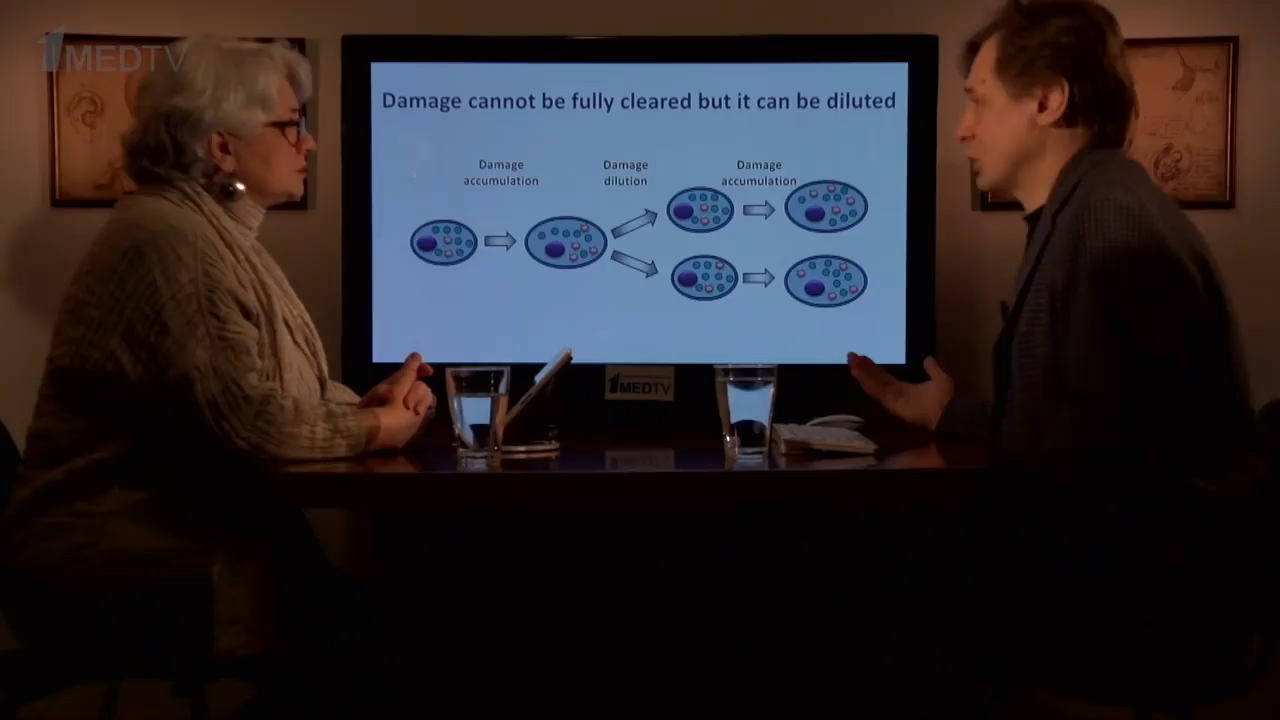 1MEDTV
Damage cannot be fully cleared but it can be diluted
Damage
accumulation
Damage
dilution
Damage
accumulation
1MEDTV